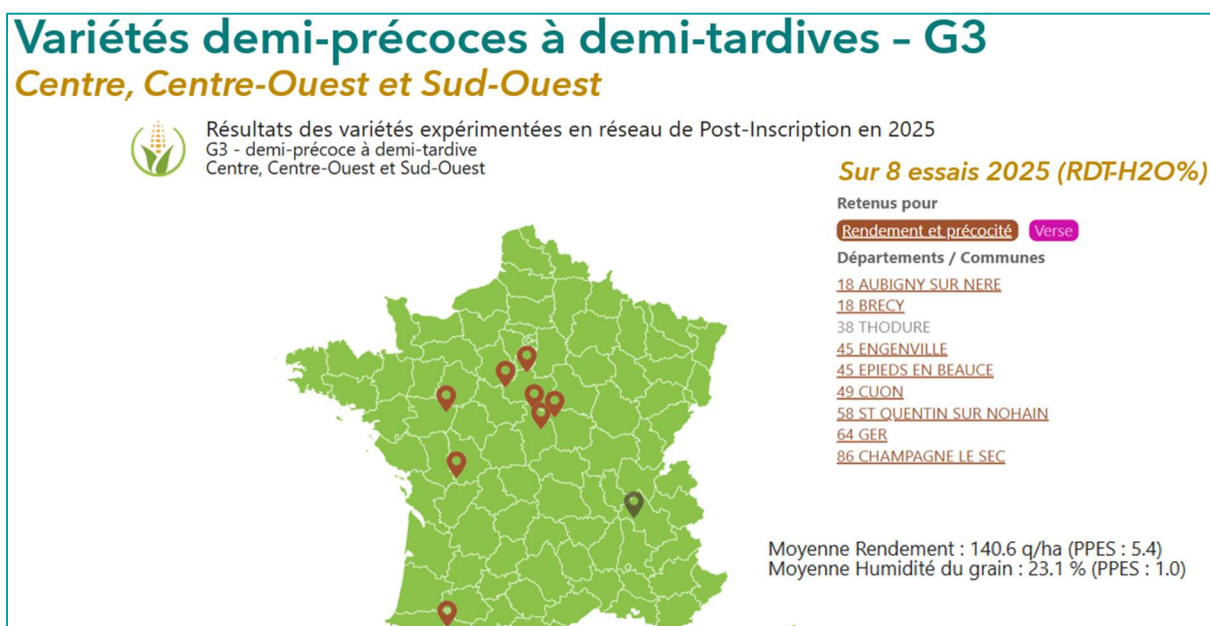 Variétés demi-précoces à demi-tardives – G3
Centre, Centre-Ouest et Sud-Ouest
Résultats des variétés expérimentées en réseau de Post-Inscription en 2025
G3 - demi-précoce à demi-tardive
Centre, Centre-Ouest et Sud-Ouest
Sur 8 essais 2025 (RDT-H2O%)
Retenus pour
Rendement et précocité Verse
Départements / Communes
18 AUBIGNY SUR NERE
18 BRECY
38 THODURE
45 ENGENVILLE
45 EPIEDS EN BEAUCE
49 CUON
58 ST QUENTIN SUR NOHAIN
64 GER
86 CHAMPAGNE LE SEC
Moyenne Rendement : 140.6 q/ha (PPES : 5.4)
Moyenne Humidité du grain : 23.1 % (PPES : 1.0)